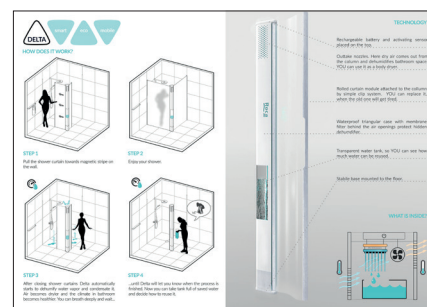 DELTA
smart
eco
HOW DOES IT WORK?
STEP 1
Pull the shower curtain towards magnetic stripe on
the wall.
STEP 2
Enjoy your shower.
STEP 3
After closing shower curtains Delta automatically
starts to dehumify water vapor and condensate it.
Air becomes dryer and the climate in bathroom
becomes healthier. You can breath deeply and wait...
STEP 4
...until Delta will let you know when the process is
finished. Now you can take tank full of saved water
and decide how to reuse it.
TECHNOLOGY
Rechargeable battery and activating sensor
placed on the top.
Outtake nozzles. Here dry air comes out from
the column and dehumidifies bathroom space.
YOU can use it as a body dryer.
Rolled curtain module attached to the column
by simple clip system. YOU can replace it,
when the old one will get tired.
Waterproof triangular case with membrane
filter behind the air openings protect hidden
dehumidifier.
Transparent water tank, so YOU can see how
much water can be reused.
Stabile base mounted to the floor.
WHAT IS INSIDE?